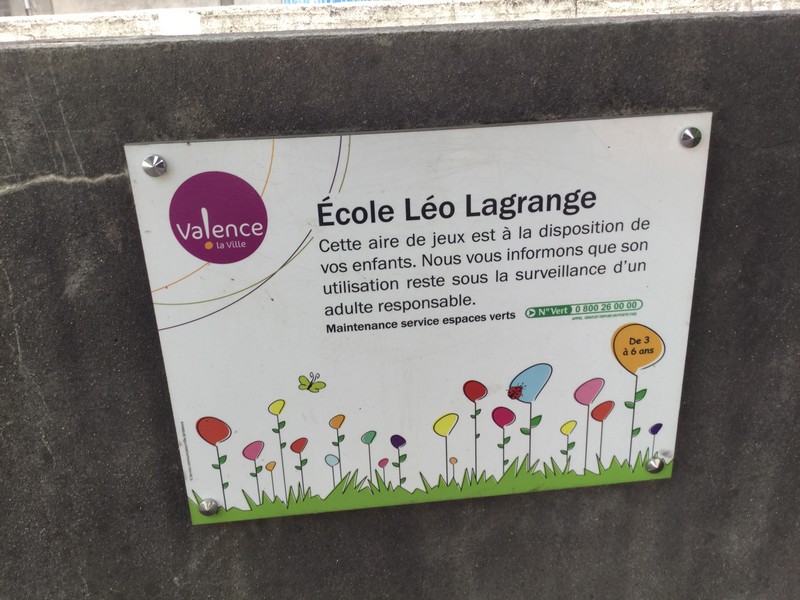 Valence
la Ville
École Léo Lagrange
Cette aire de jeux est à la disposition de
vos enfants. Nous vous informons que son
utilisation reste sous la surveillance d'un
adulte responsable.
Maintenance service espaces verts
N° Vert 0 800 26 00 00
De 3
à 6 ans